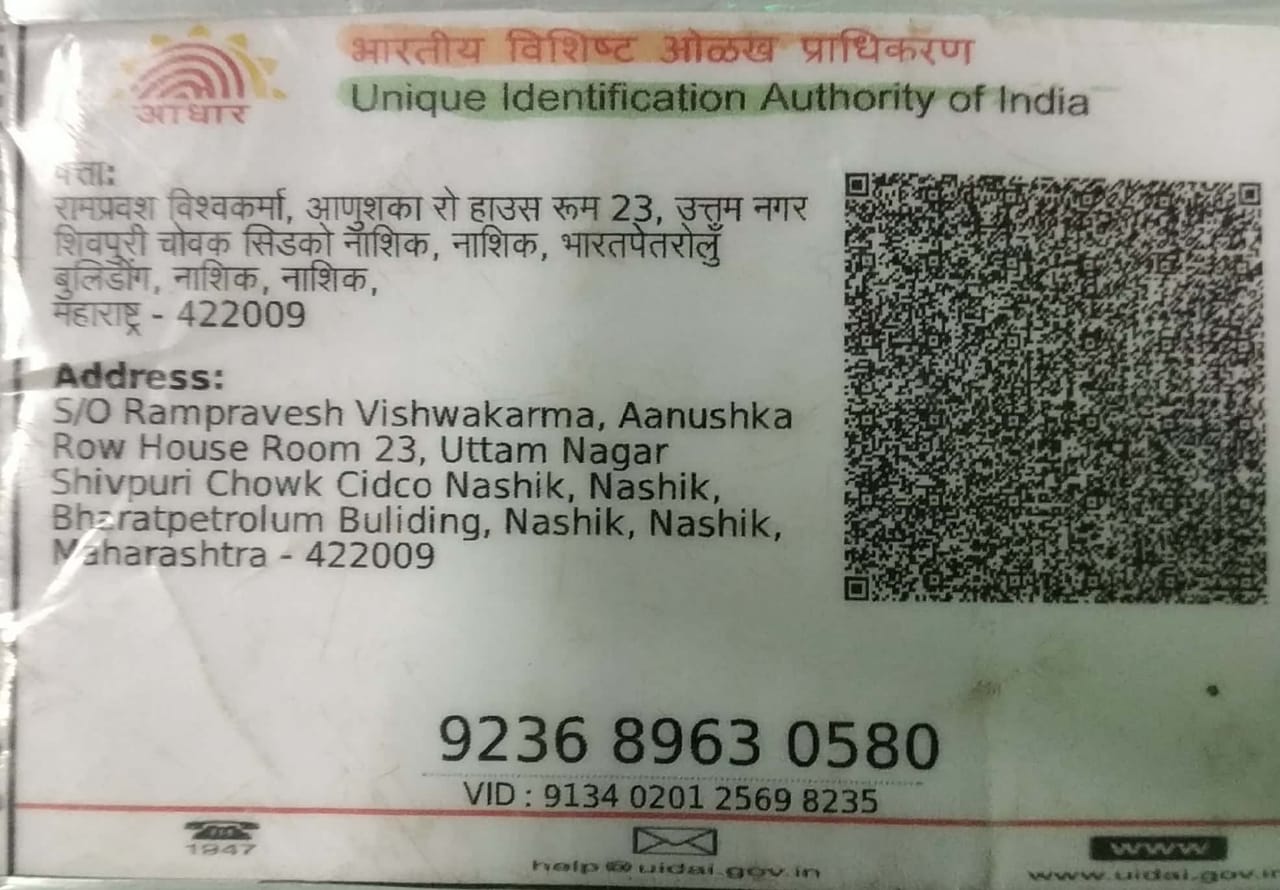 आधार
भारतीय विशिष्ट ओळख प्राधिकरण
Unique Identification Authority of India
पत्ता:
रामप्रवश विश्वकर्मा, आणुशका रो हाउस रूम 23, उत्तम नगर
शिवपुरी चोवक सिडको नाशिक, नाशिक, भारतपेतरोलुँ
बुलिडींग, नाशिक, नाशिक,
महाराष्ट्र - 422009
Address:
S/O Rampravesh Vishwakarma, Aanushka
Row House Room 23, Uttam Nagar
Shivpuri Chowk Cidco Nashik, Nashik,
Bharatpetrolum Buliding, Nashik, Nashik,
Maharashtra - 422009
9236 8963 0580
VID : 9134 0201 2569 8235
1947
help@uidai.gov.in
www
www.uidai.gov.in